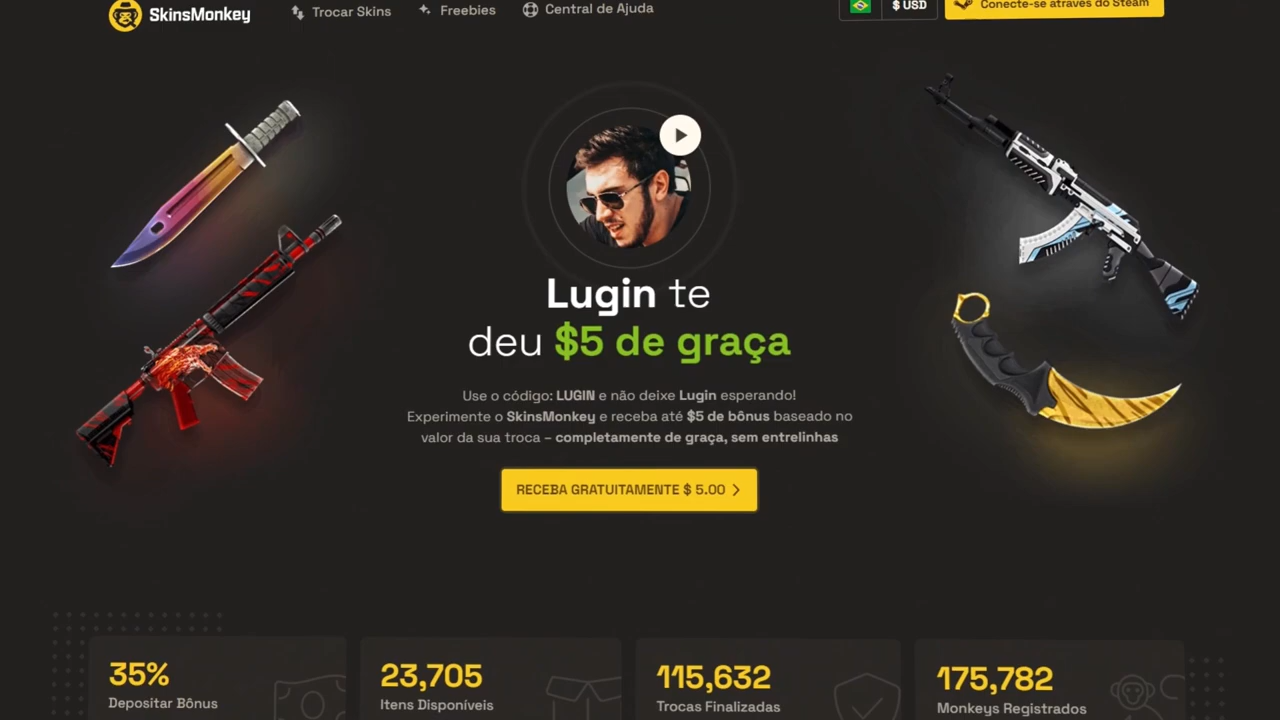 SkinsMonkey
Trocar Skins
Freebies
Central de Ajuda
$ USD
Conecte-se através do Steam
Lugin te
deu $5 de graça
Use o código: LUGIN e não deixe Lugin esperando!
Experimente o SkinsMonkey e receba até $5 de bônus baseado no
valor da sua troca – completamente de graça, sem entrelinhas
RECEBA GRATUITAMENTE $ 5.00
35%
Depositar Bônus
23,705
Itens Disponíveis
115,632
Trocas Finalizadas
175,782
Monkeys Registrados